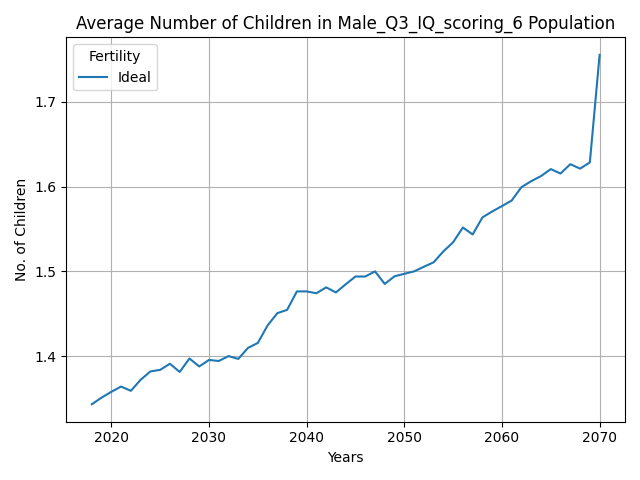 Average Number of Children in Male_Q3_IQ_scoring_6 Population
Fertility
Ideal
1.7
1.6
1.5
1.4
No. of Children
2020 2030 2040 2050 2060 2070
Years